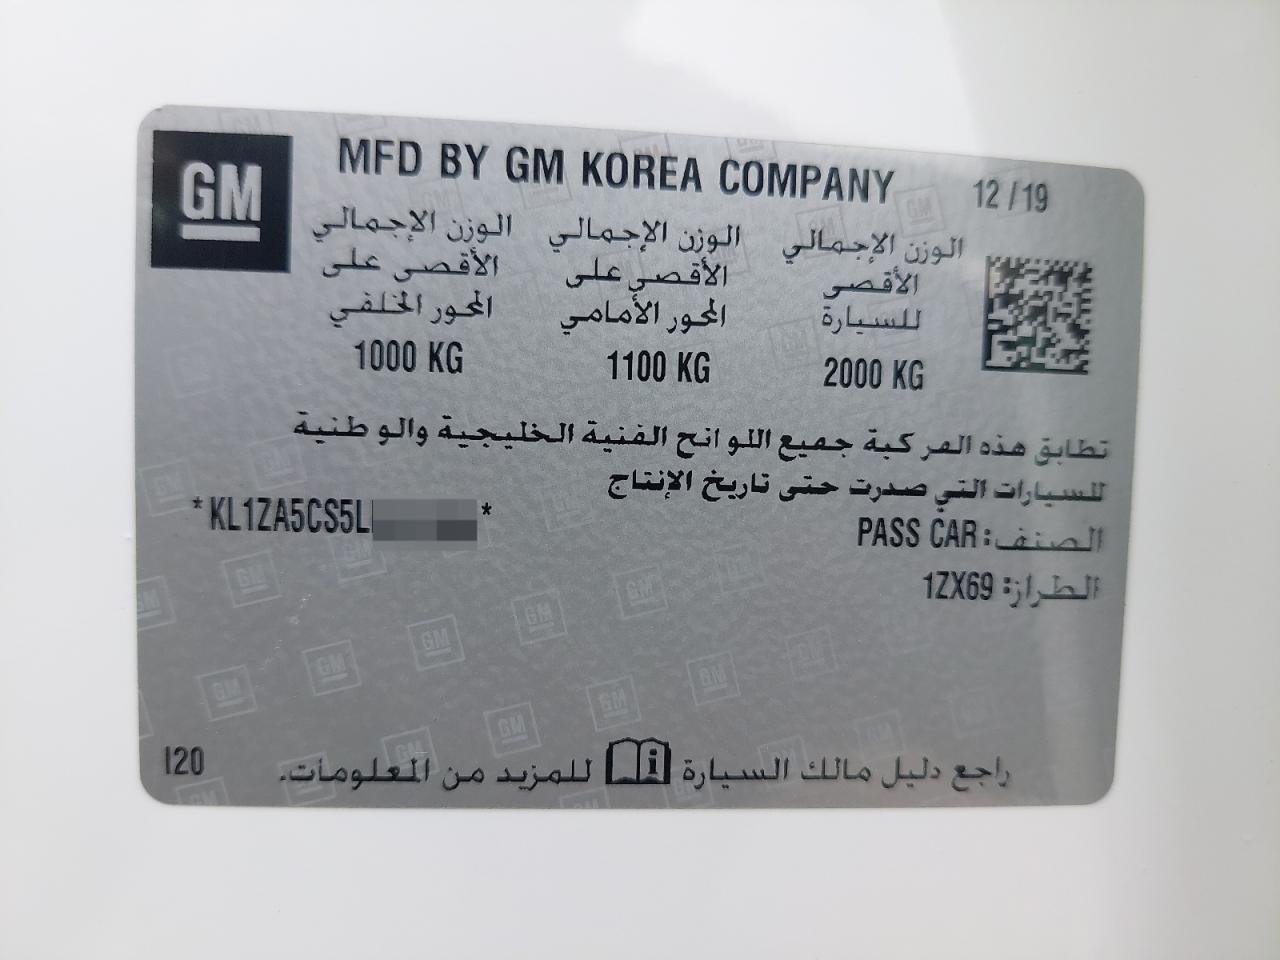 GM
MFD BY GM KOREA COMPANY
12/19
الوزن الإجمالي
الأقصى
للسيارة
2000 KG
الوزن الإجمالي
الأقصى على
المحور الأمامي
1100 KG
الوزن الإجمالي
الأقصى على
المحور الخلفي
1000 KG
تطابق هذه المركبة جميع اللوائح الفنية الخليجية والوطنية
للسيارات التي صدرت حتى تاريخ الإنتاج
*KL1ZA5CS5L *
الصنف: PASS CAR
الطراز: 1ZX69
I20
راجع دليل مالك السيارة i للمزيد من المعلومات.